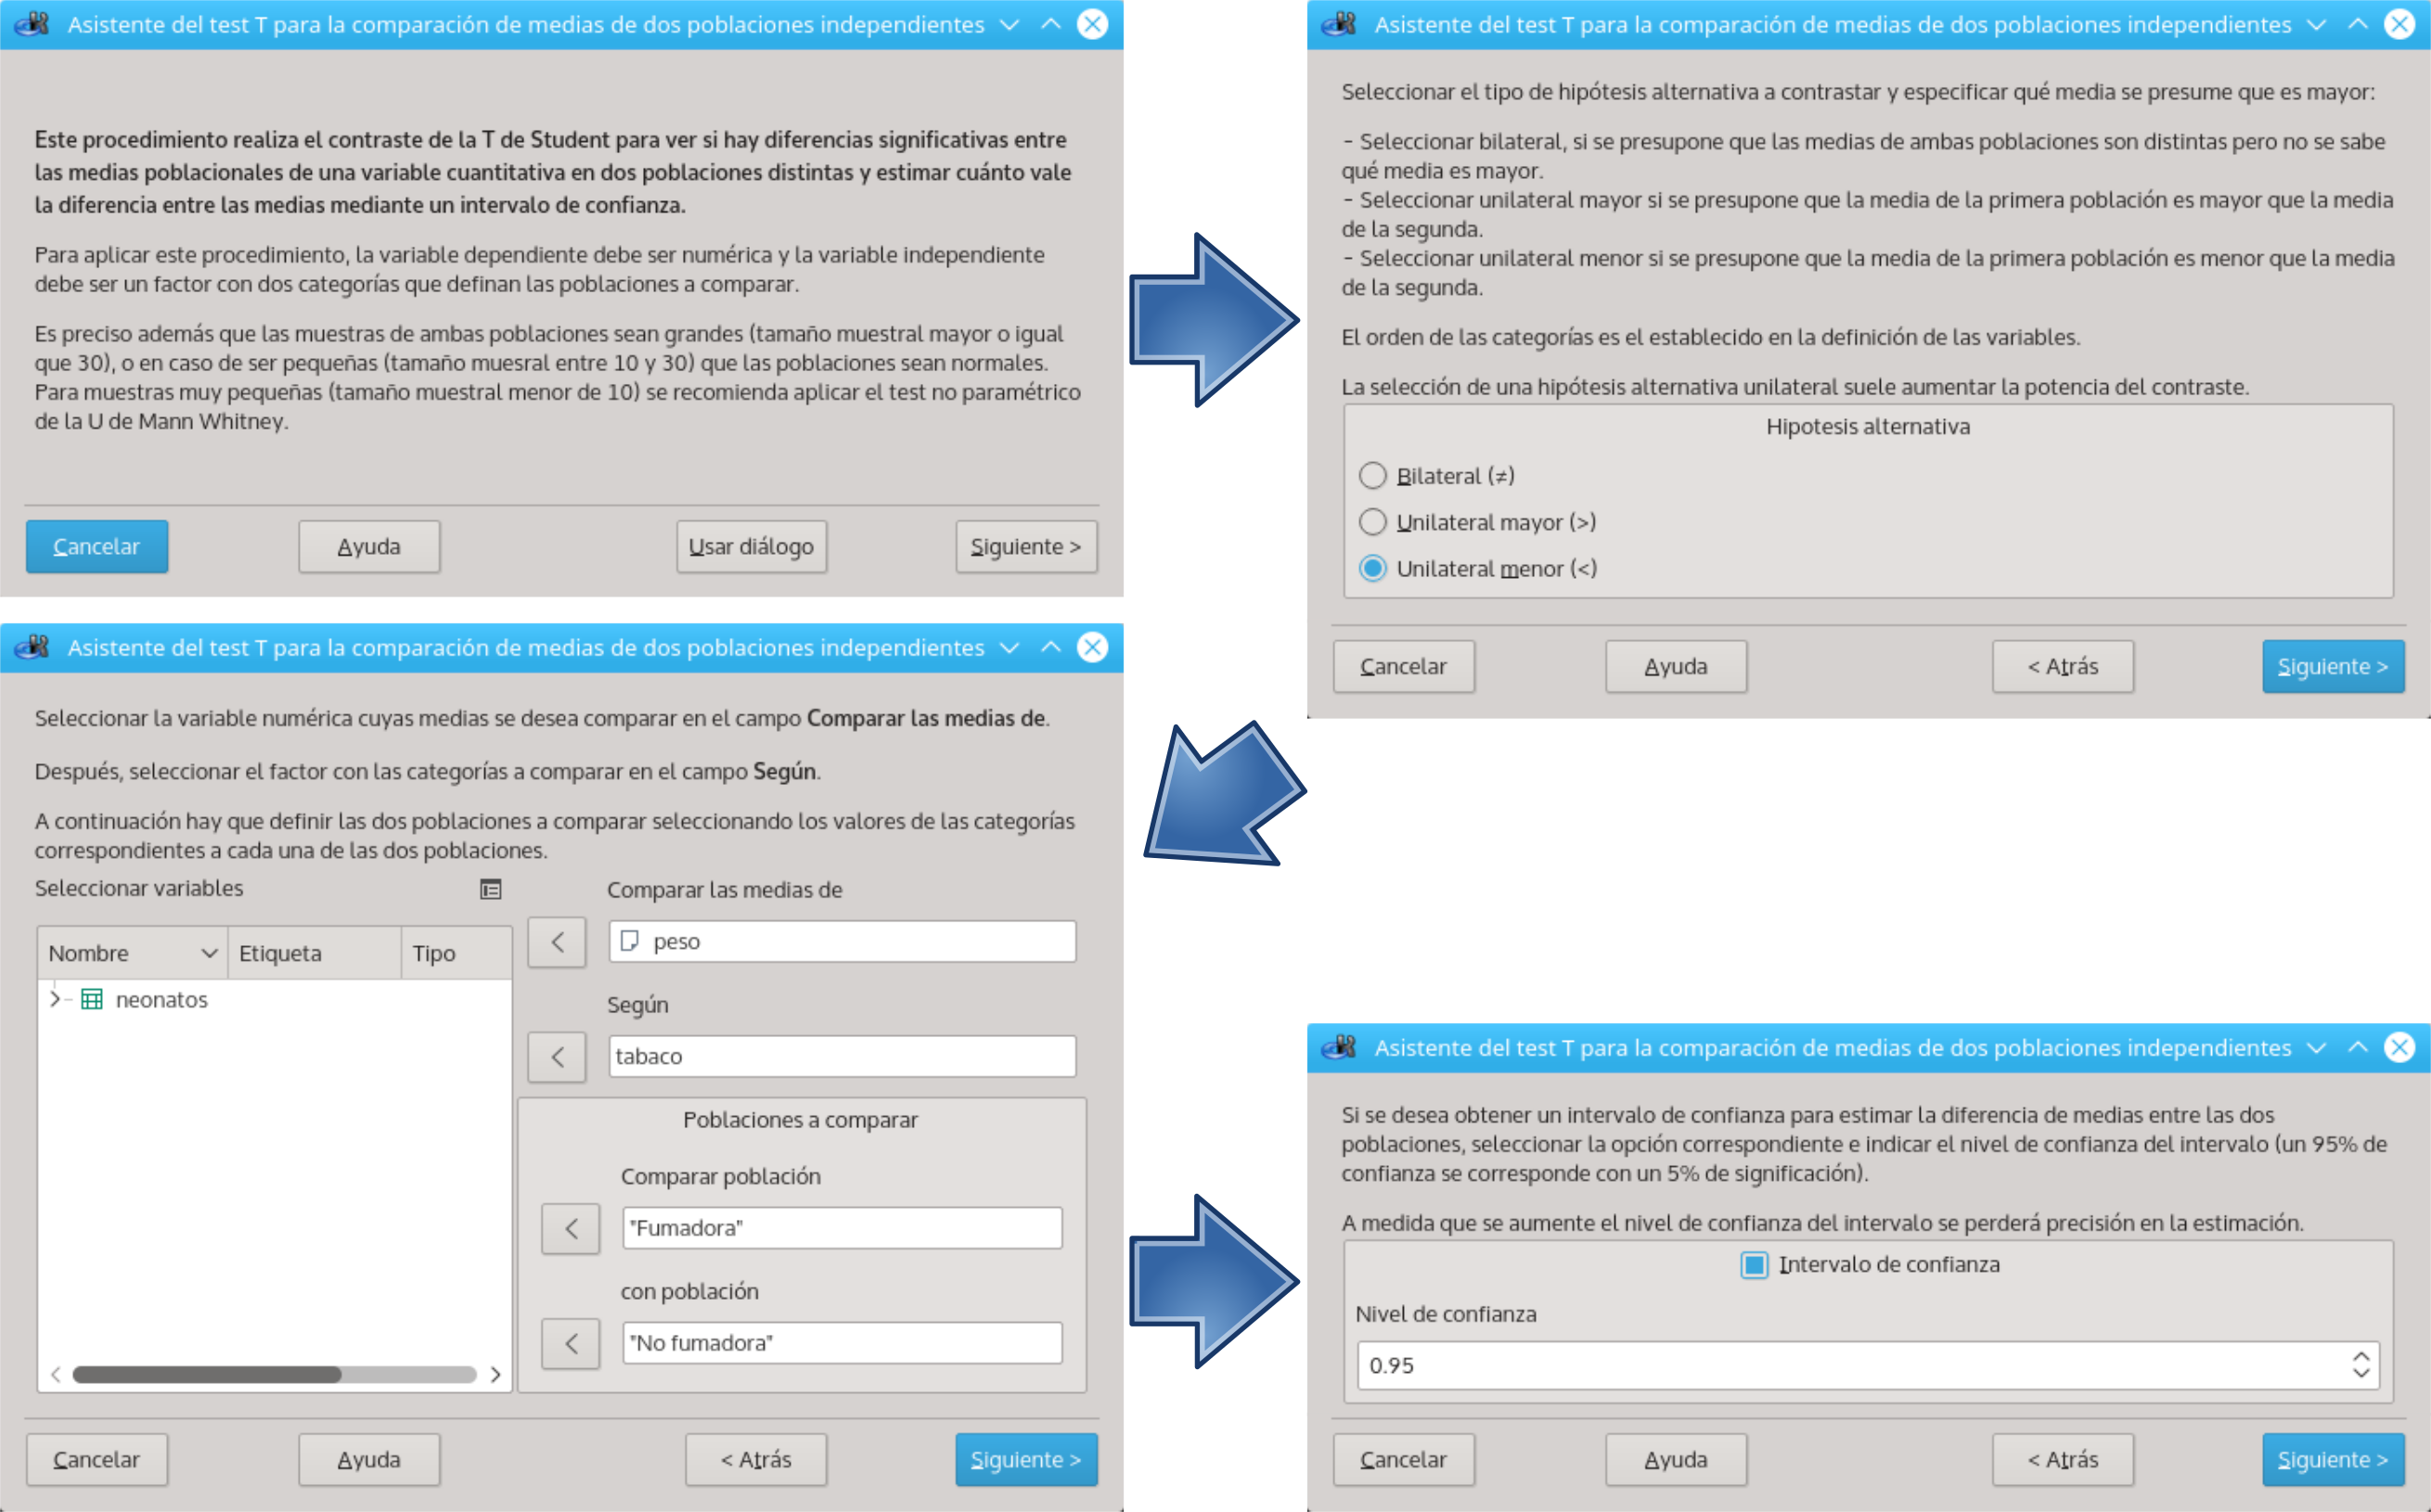 Asistente del test T para la comparación de medias de dos poblaciones independientes
Este procedimiento realiza el contraste de la T de Student para ver si hay diferencias significativas entre
las medias poblacionales de una variable cuantitativa en dos poblaciones distintas y estimar cuánto vale
la diferencia entre las medias mediante un intervalo de confianza.
Para aplicar este procedimiento, la variable dependiente debe ser numérica y la variable independiente
debe ser un factor con dos categorías que definan las poblaciones a comparar.
Es preciso además que las muestras de ambas poblaciones sean grandes (tamaño muestral mayor o igual
que 30), o en caso de ser pequeñas (tamaño muesral entre 10 y 30) que las poblaciones sean normales.
Para muestras muy pequeñas (tamaño muestral menor de 10) se recomienda aplicar el test no paramétrico
de la U de Mann Whitney.
Cancelar
Ayuda
Usar diálogo
Siguiente >
Asistente del test T para la comparación de medias de dos poblaciones independientes
Seleccionar el tipo de hipótesis alternativa a contrastar y especificar qué media se presume que es mayor:
- Seleccionar bilateral, si se presupone que las medias de ambas poblaciones son distintas pero no se sabe
qué media es mayor.
- Seleccionar unilateral mayor si se presupone que la media de la primera población es mayor que la media
de la segunda.
- Seleccionar unilateral menor si se presupone que la media de la primera población es menor que la media
de la segunda.
El orden de las categorías es el establecido en la definición de las variables.
La selección de una hipótesis alternativa unilateral suele aumentar la potencia del contraste.
Hipotesis alternativa
Bilateral (≠)
Unilateral mayor (>)
Unilateral menor (<)
Cancelar
Ayuda
< Atrás
Siguiente >
Asistente del test T para la comparación de medias de dos poblaciones independientes
Seleccionar la variable numérica cuyas medias se desea comparar en el campo Comparar las medias de.
Después, seleccionar el factor con las categorías a comparar en el campo Según.
A continuación hay que definir las dos poblaciones a comparar seleccionando los valores de las categorías
correspondientes a cada una de las dos poblaciones.
Seleccionar variables
Nombre
Etiqueta
Tipo
neonatos
Comparar las medias de
peso
Según
tabaco
Poblaciones a comparar
Comparar población
"Fumadora"
con población
"No fumadora"
Cancelar
Ayuda
< Atrás
Siguiente >
Asistente del test T para la comparación de medias de dos poblaciones independientes
Si se desea obtener un intervalo de confianza para estimar la diferencia de medias entre las dos
poblaciones, seleccionar la opción correspondiente e indicar el nivel de confianza del intervalo (un 95% de
confianza se corresponde con un 5% de significación).
A medida que se aumente el nivel de confianza del intervalo se perderá precisión en la estimación.
Intervalo de confianza
Nivel de confianza
0.95
Cancelar
Ayuda
< Atrás
Siguiente >